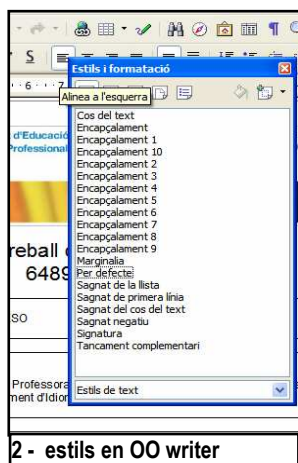 S
Estils i formatació
6 · · · 7
Alinea a l'esquerra
d'Educació
Professional
Cos del text
Encapçalament
Encapçalament 1
Encapçalament 10
Encapçalament 2
Encapçalament 3
Encapçalament 4
Encapçalament 5
Encapçalament 6
Encapçalament 7
Encapçalament 8
Encapçalament 9
Marginalia
Per defecte
Sagnat de la llista
Sagnat de primera línia
Sagnat del cos del text
Sagnat negatiu
Signatura
Tancament complementari
reball
6489
SO
Professora
ment d'Idior
Estils de text
2 - estils en OO writer